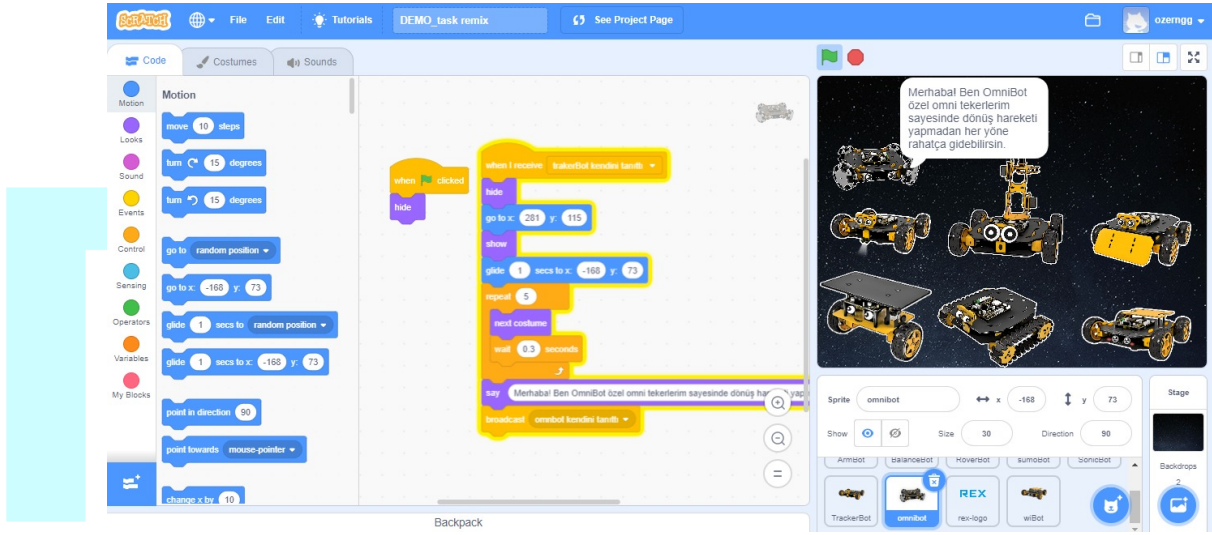 SCRATCH File Edit Tutorials DEMO_task remix See Project Page ozerngg
Code Costumes Sounds
Motion
Looks
Sound
Events
Control
Sensing
Operators
Variables
My Blocks
Motion
move 10 steps
turn 15 degrees
turn 15 degrees
go to random position
go to x: -168 y: 73
glide 1 secs to random position
glide 1 secs to x: -168 y: 73
point in direction 90
point towards mouse-pointer
change x by 10
when clicked
hide
when I receive trakerBot kendini tanıttı
hide
go to x: 281 y: 115
show
glide 1 secs to x: -168 y: 73
repeat 5
next costume
wait 0.3 seconds
say Merhaba! Ben OmniBot özel omni tekerlerim sayesinde dönüş hareketi yap
broadcast omnibot kendini tanıttı
Backpack
Merhaba! Ben OmniBot
özel omni tekerlerim
sayesinde dönüş hareketi
yapmadan her yöne
rahatça gidebilirsin.
Sprite omnibot x -168 y 73
Show Size 30 Direction 90
ArmBot BalanceBot RoverBot sumoBot SonicBot
REX
TrackerBot omnibot rex-logo wiBot
Stage
Backdrops
2